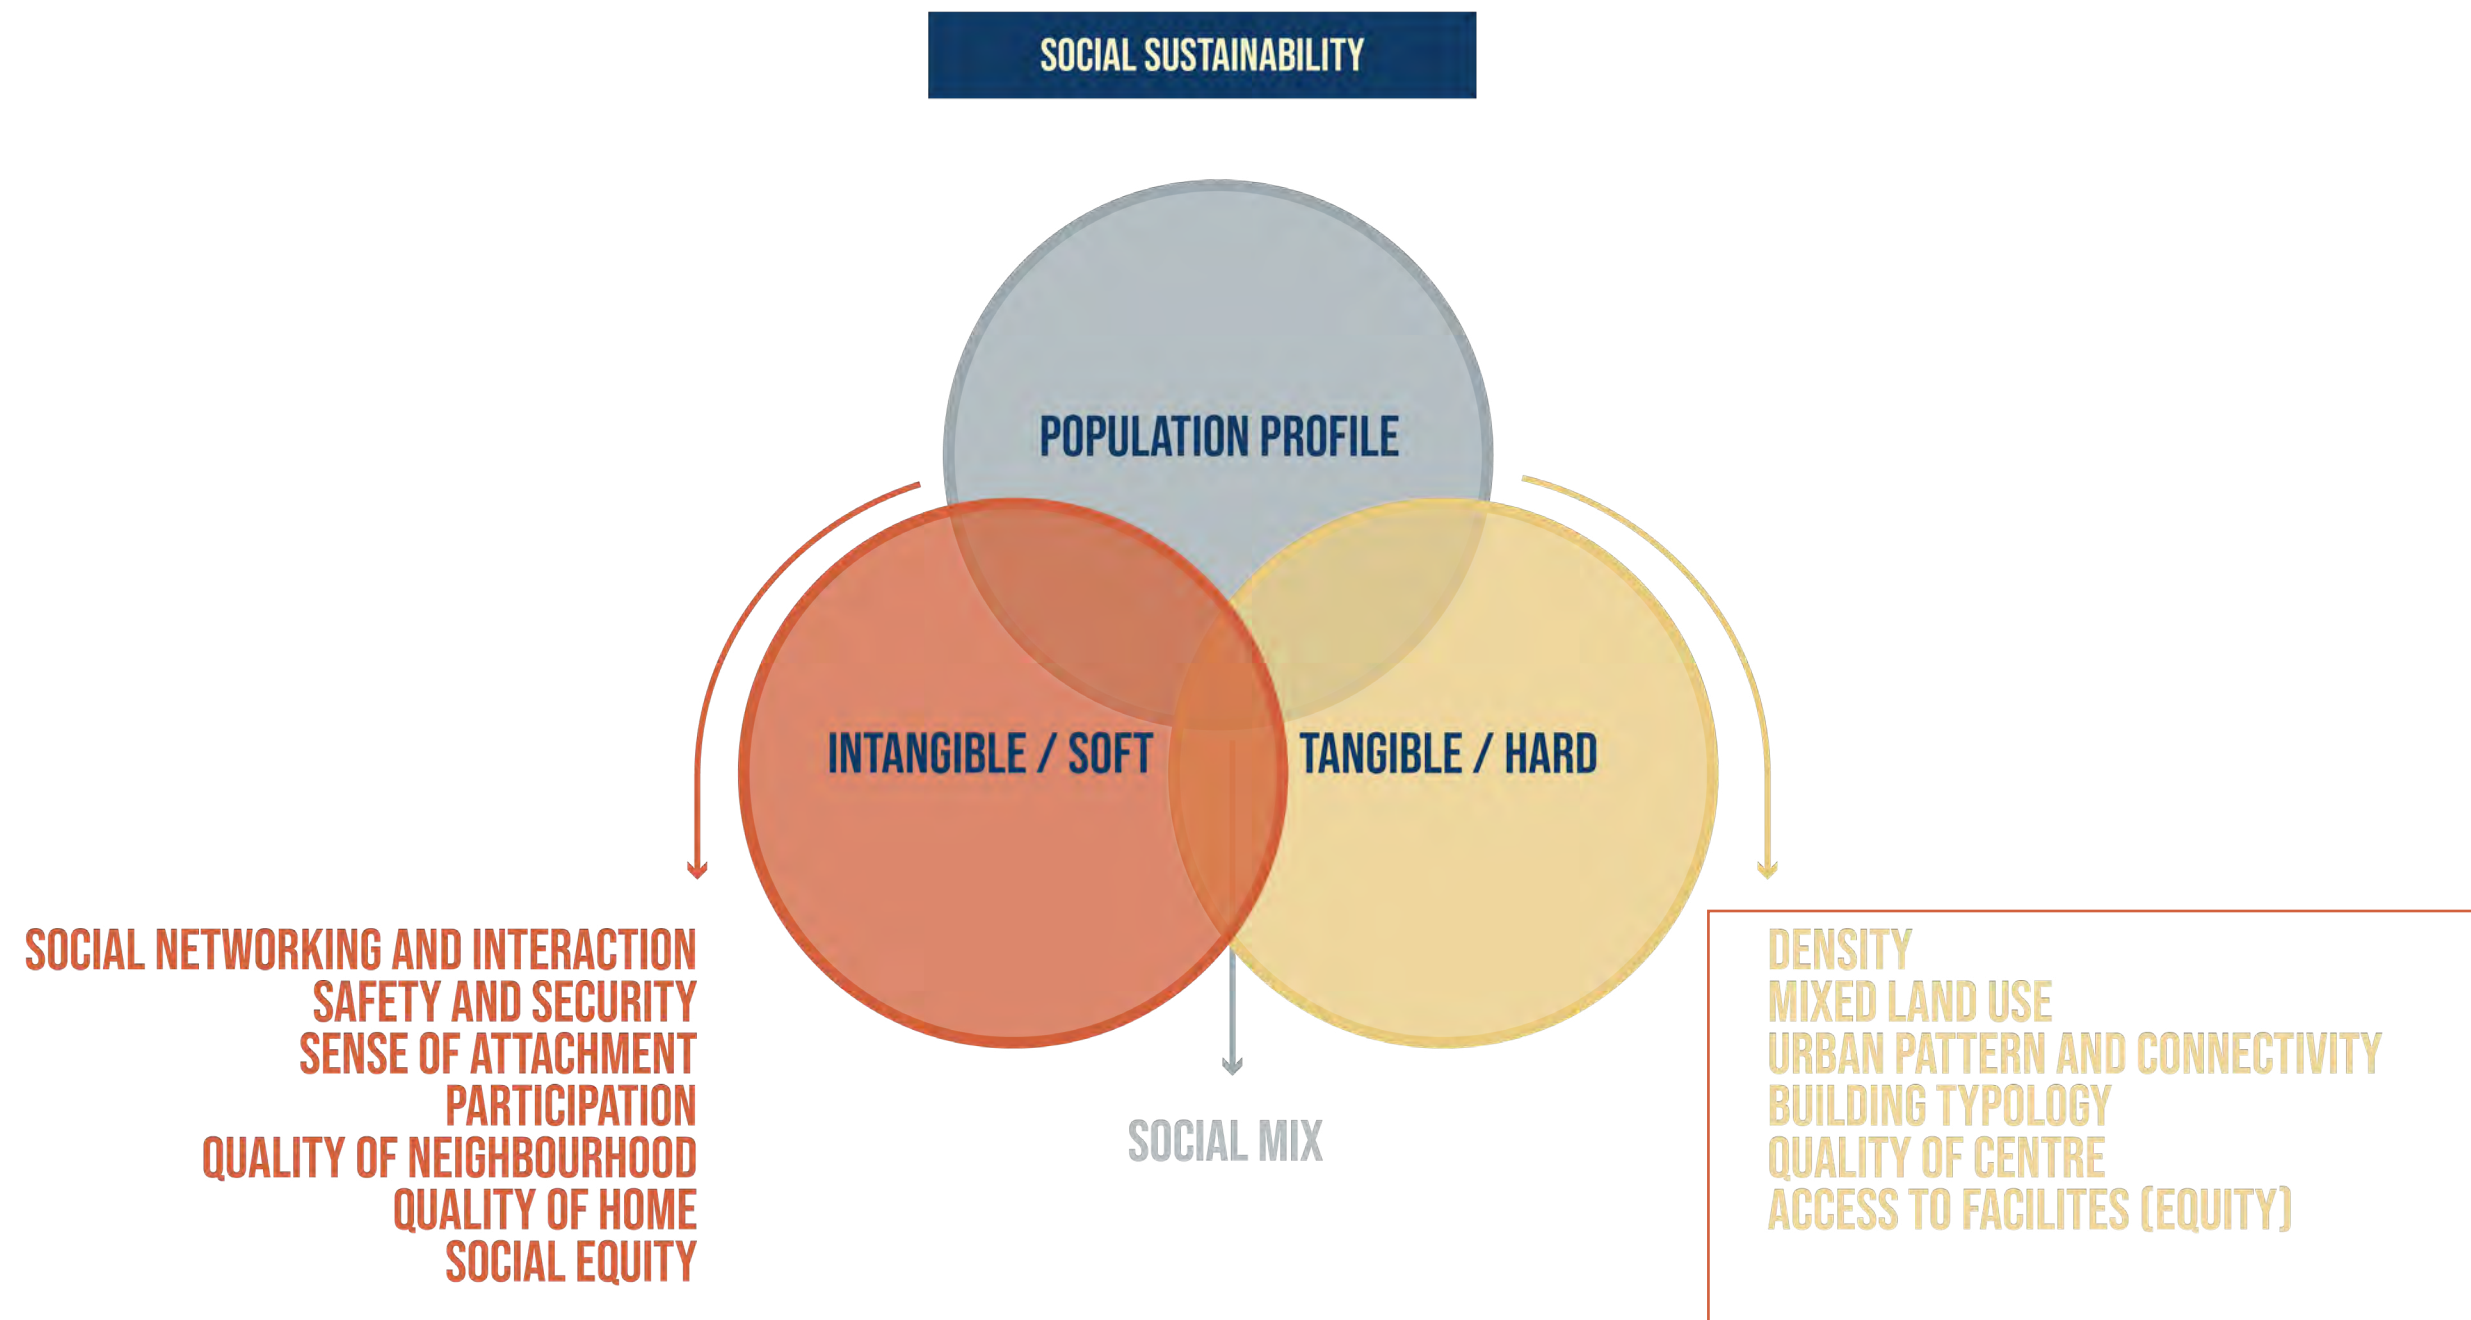 SOCIAL SUSTAINABILITY
POPULATION PROFILE
INTANGIBLE / SOFT
TANGIBLE / HARD
SOCIAL NETWORKING AND INTERACTION
SAFETY AND SECURITY
SENSE OF ATTACHMENT
PARTICIPATION
QUALITY OF NEIGHBOURHOOD
QUALITY OF HOME
SOCIAL EQUITY
SOCIAL MIX
DENSITY
MIXED LAND USE
URBAN PATTERN AND CONNECTIVITY
BUILDING TYPOLOGY
QUALITY OF CENTRE
ACCESS TO FACILITES (EQUITY)